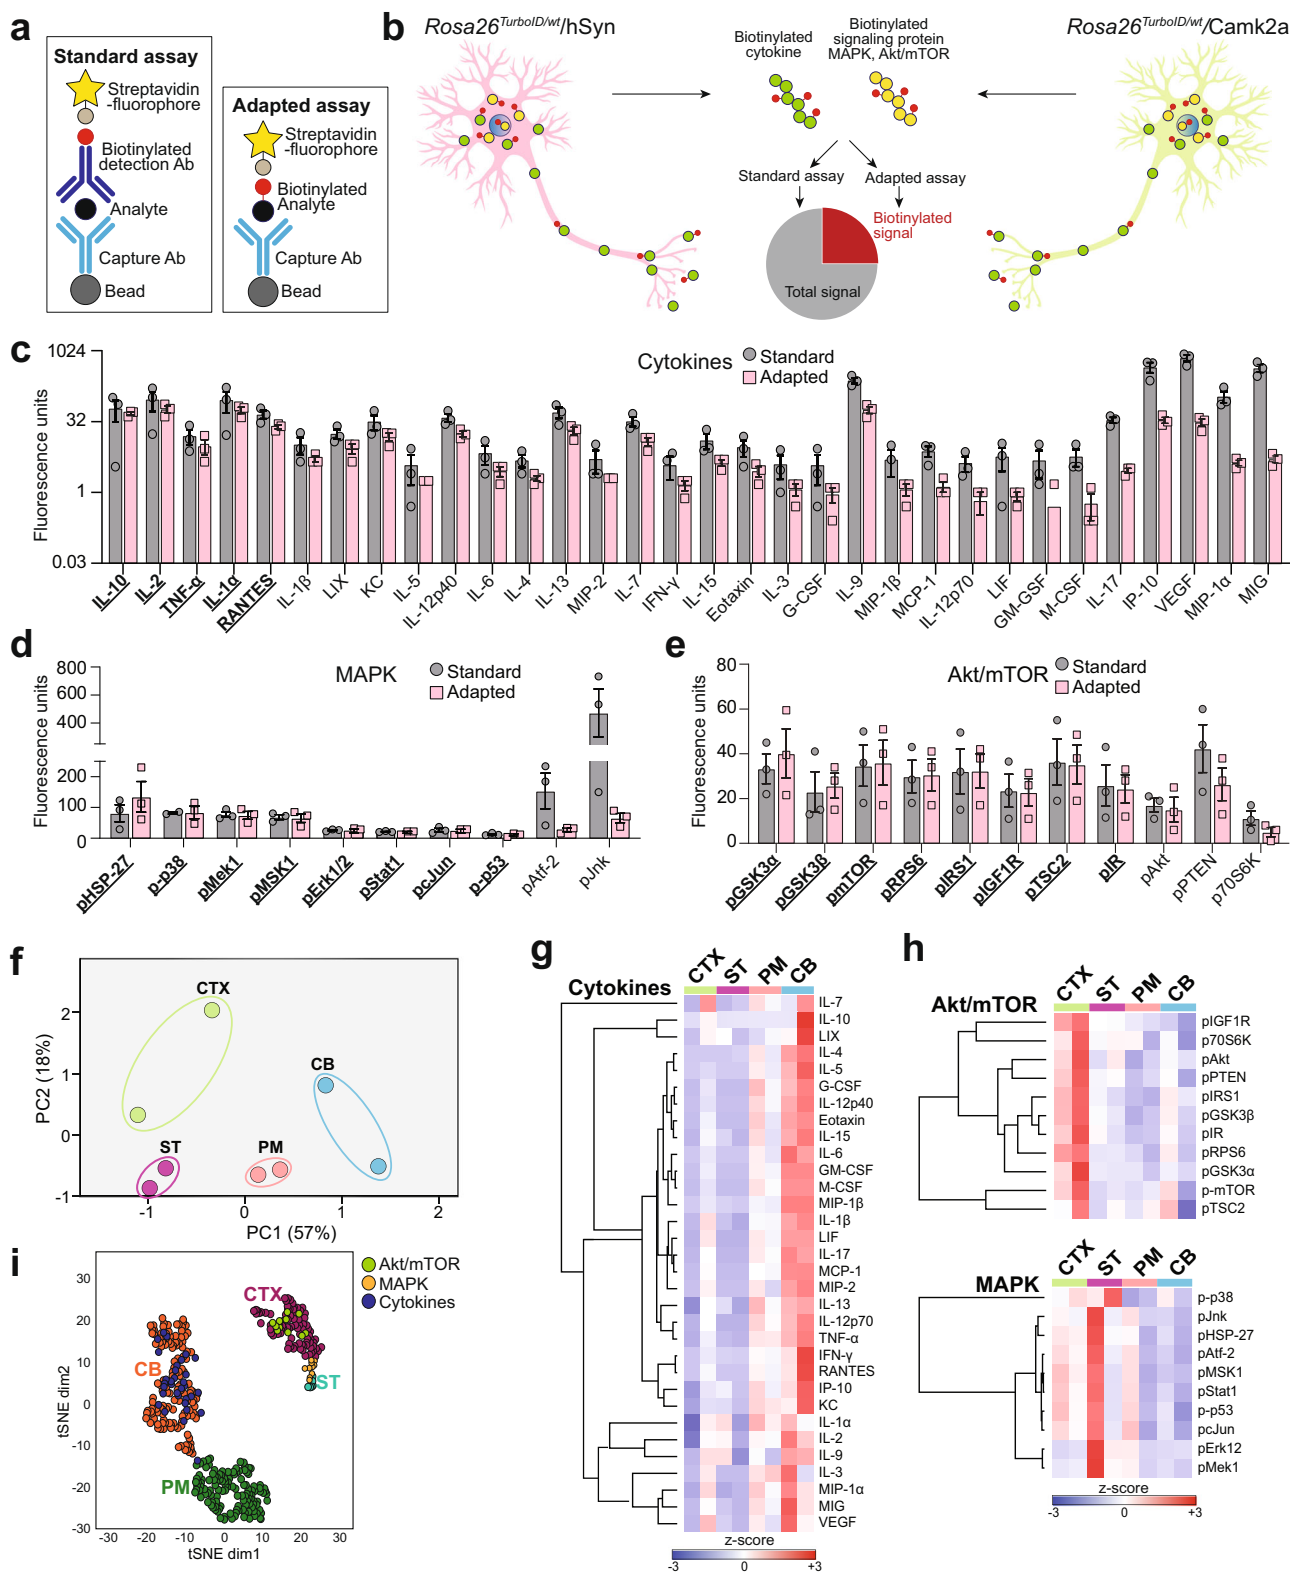 a
Standard assay
Streptavidin
-fluorophore
Biotinylated
detection Ab
Analyte
Capture Ab
Bead
Adapted assay
Streptavidin
-fluorophore
Biotinylated
Analyte
Capture Ab
Bead
b
Rosa26TurboID/wt/hSyn
Biotinylated
cytokine
Biotinylated
signaling protein
MAPK, Akt/mTOR
Rosa26TurboID/wt/Camk2a
Standard assay
Adapted assay
Biotinylated
signal
Total signal
c
Cytokines
Standard
Adapted
Fluorescence units
1024
32
1
0.03
IL-10
IL-2
TNF-α
IL-1α
RANTES
IL-1β
LIX
KC
IL-5
IL-12p40
IL-6
IL-4
IL-13
MIP-2
IL-7
IFN-γ
IL-15
Eotaxin
IL-3
G-CSF
IL-9
MIP-1β
MCP-1
IL-12p70
LIF
GM-GSF
M-CSF
IL-17
IP-10
VEGF
MIP-1α
MIG
d
MAPK
Standard
Adapted
Fluorescence units
800
600
400
200
100
0
pHSP-27
p-p38
pMek1
pMSK1
pErk1/2
pStat1
pcJun
p-p53
pAtf-2
pJnk
e
Akt/mTOR
Standard
Adapted
Fluorescence units
80
60
40
20
0
pGSK3α
pGSK3β
pmTOR
pRPS6
pIRS1
pIGF1R
pTSC2
pIR
pAkt
pPTEN
p70S6K
f
CTX
CB
ST
PM
PC2 (18%)
2
1
0
-1
-1
0
1
2
PC1 (57%)
g
Cytokines
CTX
ST
PM
CB
IL-7
IL-10
LIX
IL-4
IL-5
G-CSF
IL-12p40
Eotaxin
IL-15
IL-6
GM-CSF
M-CSF
MIP-1β
IL-1β
LIF
IL-17
MCP-1
MIP-2
IL-13
IL-12p70
TNF-α
IFN-γ
RANTES
IP-10
KC
IL-1α
IL-2
IL-9
IL-3
MIP-1α
MIG
VEGF
z-score
-3
0
+3
h
Akt/mTOR
CTX
ST
PM
CB
pIGF1R
p70S6K
pAkt
pPTEN
pIRS1
pGSK3β
pIR
pRPS6
pGSK3α
p-mTOR
pTSC2
MAPK
CTX
ST
PM
CB
p-p38
pJnk
pHSP-27
pAtf-2
pMSK1
pStat1
p-p53
pcJun
pErk12
pMek1
z-score
-3
0
+3
i
Akt/mTOR
MAPK
Cytokines
CTX
ST
CB
PM
tSNE dim2
30
20
10
0
-10
-20
-30
-30
-20
-10
0
10
20
30
tSNE dim1